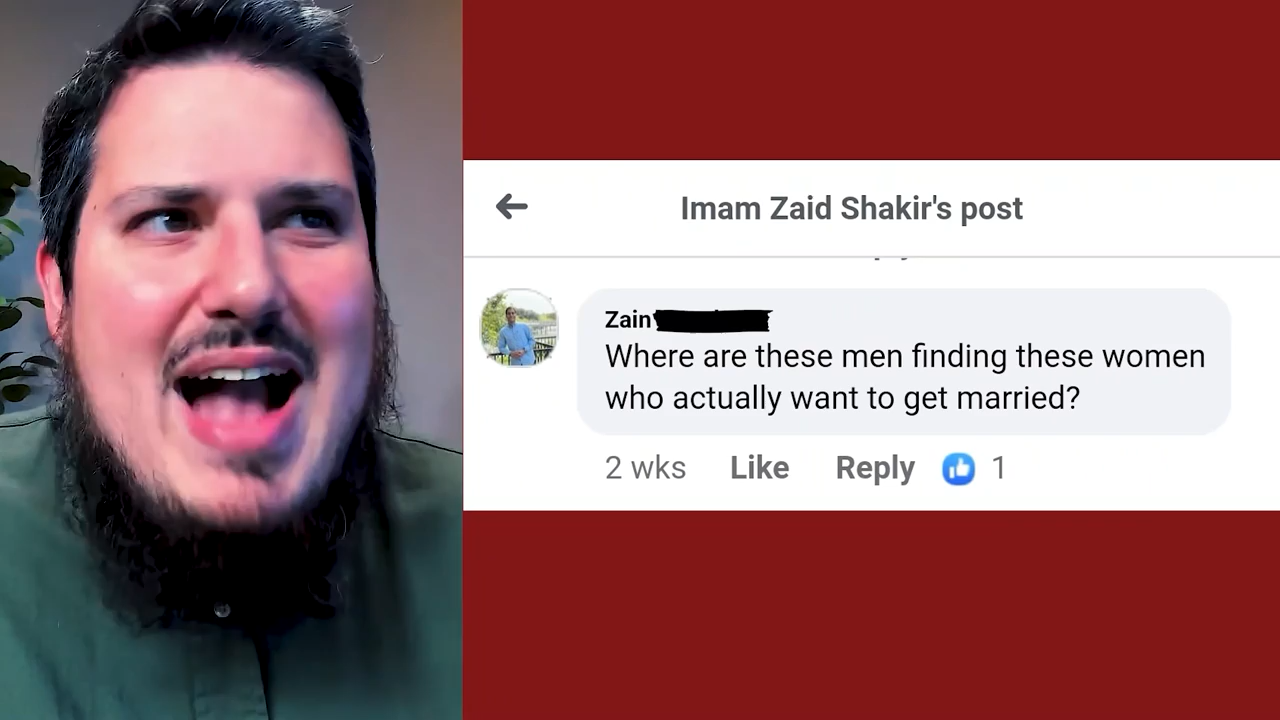 Imam Zaid Shakir's post
Zain
Where are these men finding these women
who actually want to get married?
2 wks Like Reply 1